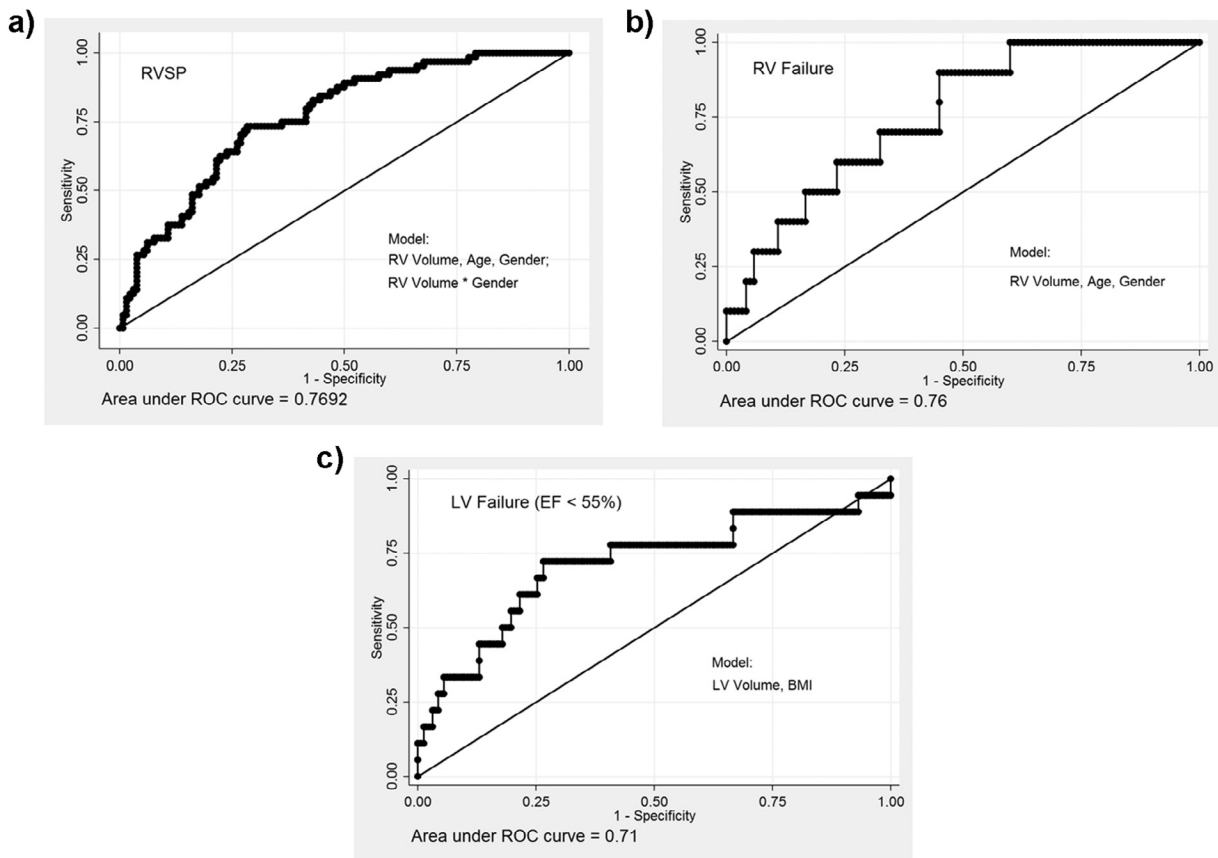 a)
RVSP
Sensitivity
1.00
0.75
0.50
0.25
0.00
Model:
RV Volume, Age, Gender;
RV Volume * Gender
0.00 0.25 0.50 0.75 1.00
1 - Specificity
Area under ROC curve = 0.7692
b)
RV Failure
Sensitivity
1.00
0.75
0.50
0.25
0.00
Model:
RV Volume, Age, Gender
0.00 0.25 0.50 0.75 1.00
1 - Specificity
Area under ROC curve = 0.76
c)
LV Failure (EF < 55%)
Sensitivity
1.00
0.75
0.50
0.25
0.00
Model:
LV Volume, BMI
0.00 0.25 0.50 0.75 1.00
1 - Specificity
Area under ROC curve = 0.71